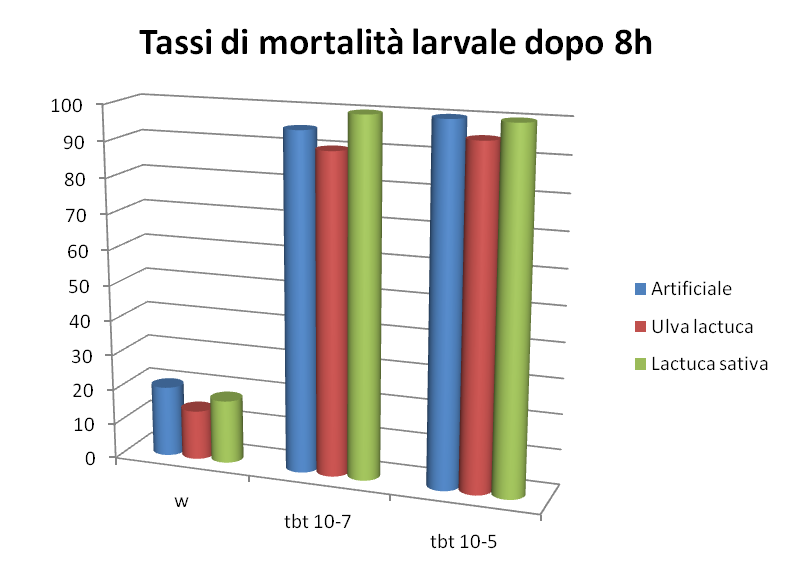 Tassi di mortalità larvale dopo 8h
100
90
80
70
60
50
40
30
20
10
0
w
tbt 10-7
tbt 10-5
Artificiale
Ulva lactuca
Lactuca sativa